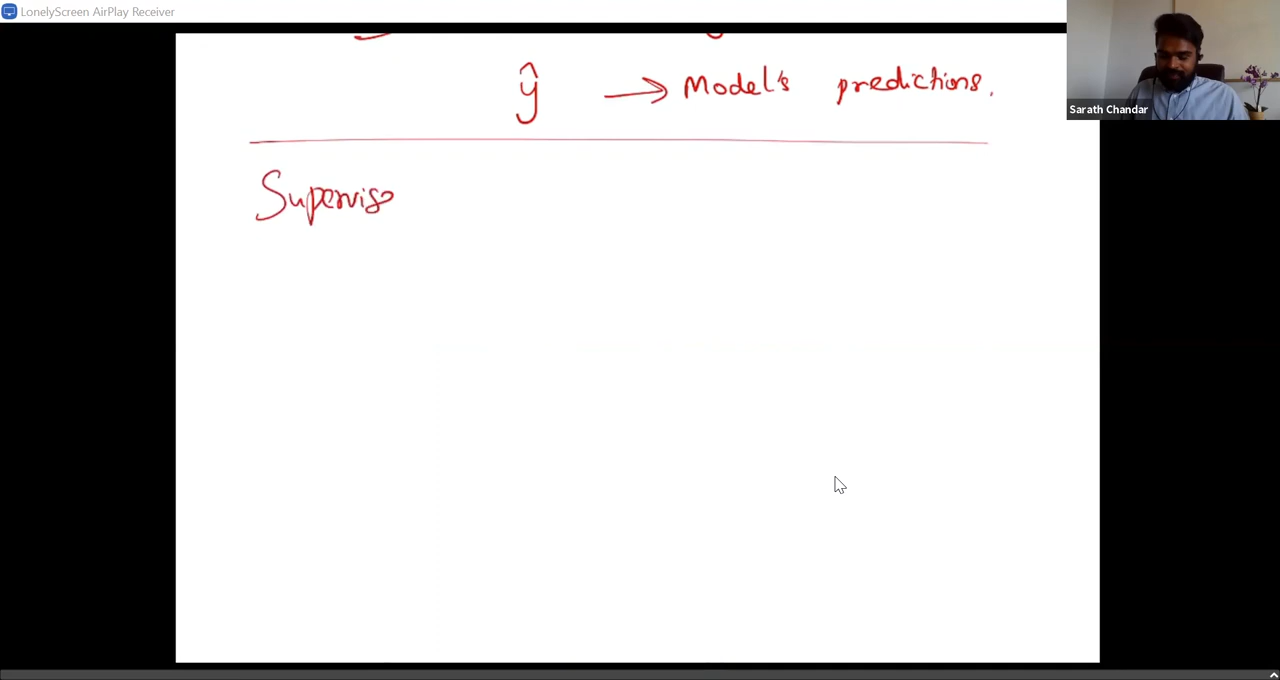 LonelyScreen AirPlay Receiver
ŷ → Model's predictions.
Sarath Chandar
Superviso